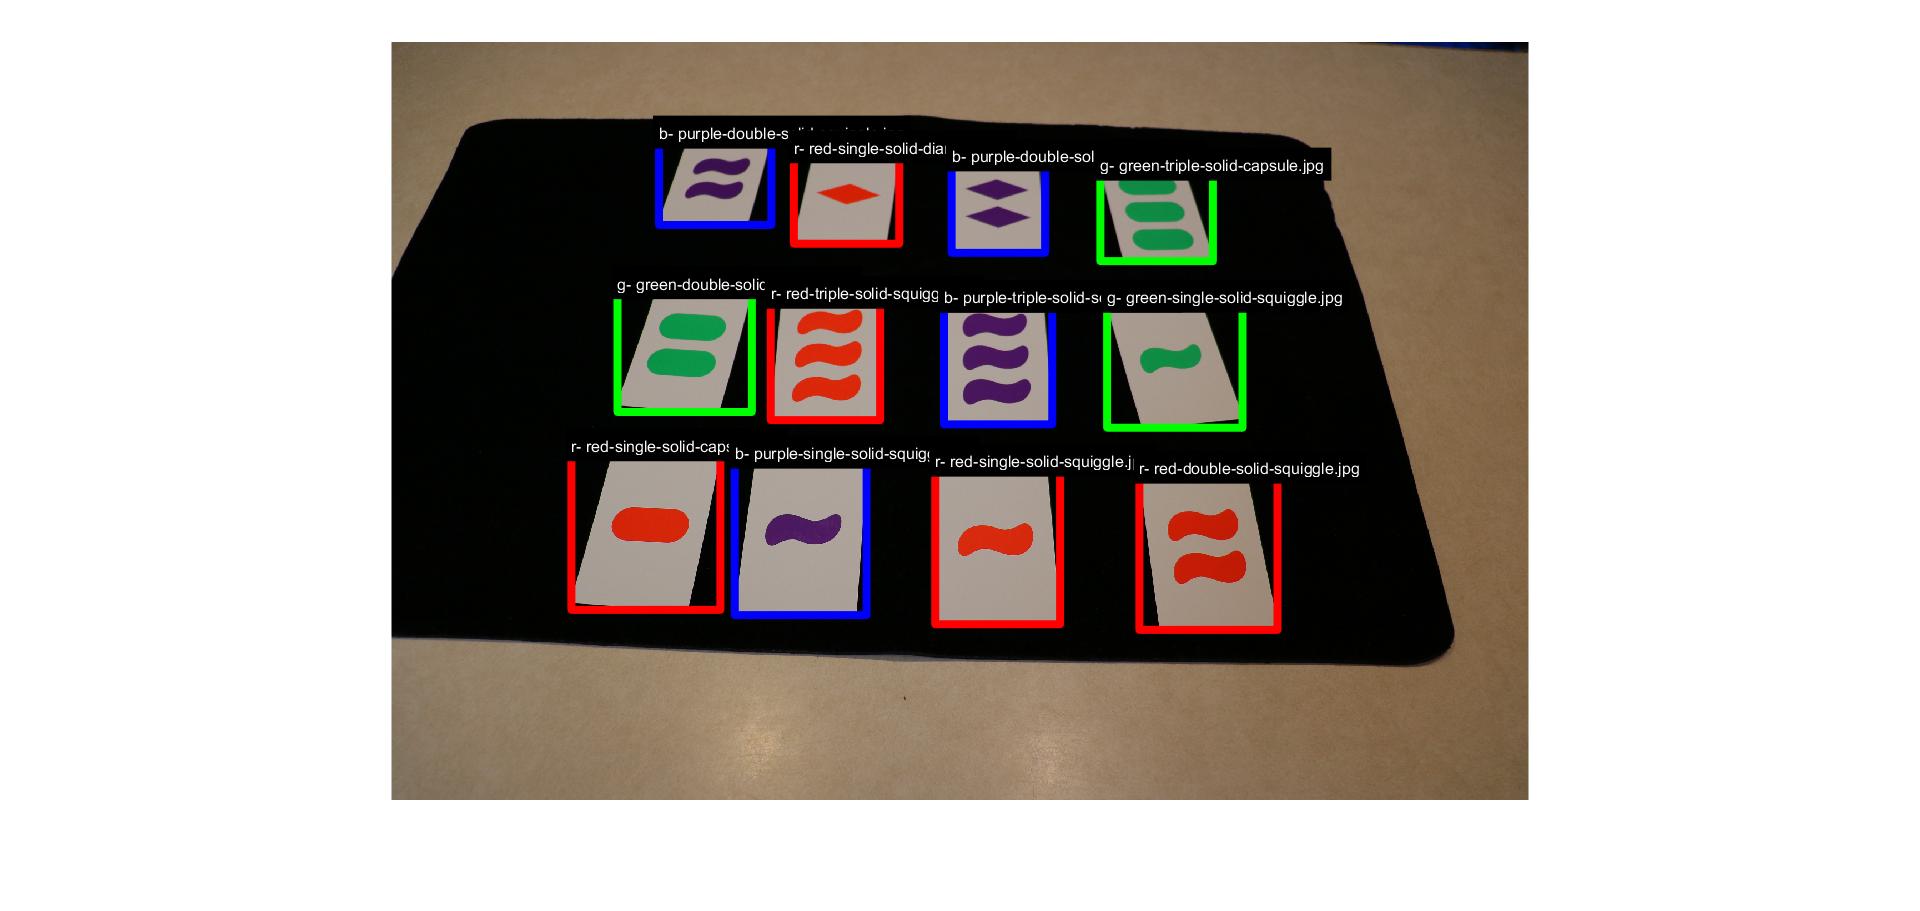 b- purple-double-s
r- red-single-solid-dia
b- purple-double-sol
g- green-triple-solid-capsule.jpg
g- green-double-solid
r- red-triple-solid-squigg
b- purple-triple-solid-s
g- green-single-solid-squiggle.jpg
r- red-single-solid-caps
b- purple-single-solid-squigg
r- red-single-solid-squiggle.j
r- red-double-solid-squiggle.jpg